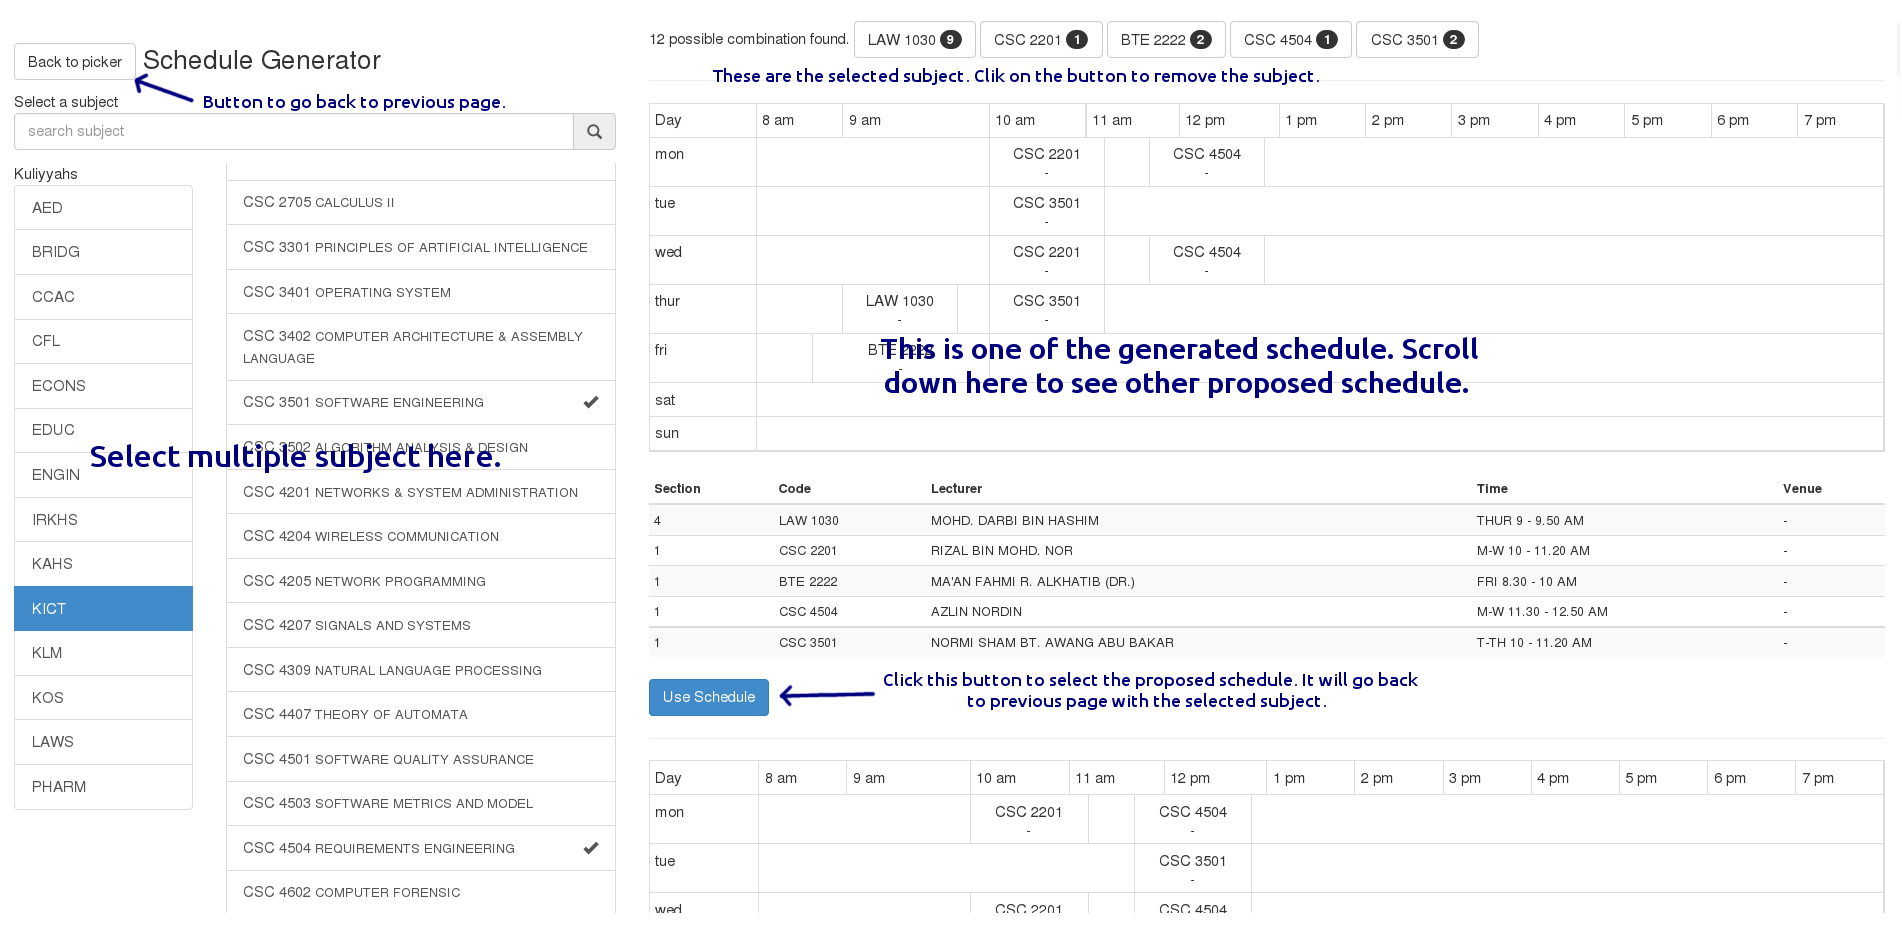 Back to picker Schedule Generator
Button to go back to previous page.
Select a subject
search subject
Kuliyyahs
AED
BRIDG
CCAC
CFL
ECONS
EDUC
ENGIN
IRKHS
KAHS
KICT
KLM
KOS
LAWS
PHARM
Select multiple subject here.
CSC 2705 CALCULUS II
CSC 3301 PRINCIPLES OF ARTIFICIAL INTELLIGENCE
CSC 3401 OPERATING SYSTEM
CSC 3402 COMPUTER ARCHITECTURE & ASSEMBLY
LANGUAGE
CSC 3501 SOFTWARE ENGINEERING
CSC 3502 ALGORITHM ANALYSIS & DESIGN
CSC 4201 NETWORKS & SYSTEM ADMINISTRATION
CSC 4204 WIRELESS COMMUNICATION
CSC 4205 NETWORK PROGRAMMING
CSC 4207 SIGNALS AND SYSTEMS
CSC 4309 NATURAL LANGUAGE PROCESSING
CSC 4407 THEORY OF AUTOMATA
CSC 4501 SOFTWARE QUALITY ASSURANCE
CSC 4503 SOFTWARE METRICS AND MODEL
CSC 4504 REQUIREMENTS ENGINEERING
CSC 4602 COMPUTER FORENSIC
12 possible combination found. LAW 1030 9 CSC 2201 1 BTE 2222 2 CSC 4504 1 CSC 3501 2
These are the selected subject. Clik on the button to remove the subject.
Day 8 am 9 am 10 am 11 am 12 pm 1 pm 2 pm 3 pm 4 pm 5 pm 6 pm 7 pm
mon CSC 2201 CSC 4504
- -
tue CSC 3501
-
wed CSC 2201 CSC 4504
- -
thur LAW 1030 CSC 3501
- -
fri BTE 2222
-
This is one of the generated schedule. Scroll
down here to see other proposed schedule.
sat
sun
Section Code Lecturer Time Venue
4 LAW 1030 MOHD. DARBI BIN HASHIM THUR 9 - 9.50 AM -
1 CSC 2201 RIZAL BIN MOHD. NOR M-W 10 - 11.20 AM -
1 BTE 2222 MA'AN FAHMI R. ALKHATIB (DR.) FRI 8.30 - 10 AM -
1 CSC 4504 AZLIN NORDIN M-W 11.30 - 12.50 AM -
1 CSC 3501 NORMI SHAM BT. AWANG ABU BAKAR T-TH 10 - 11.20 AM -
Use Schedule
Click this button to select the proposed schedule. It will go back
to previous page with the selected subject.
Day 8 am 9 am 10 am 11 am 12 pm 1 pm 2 pm 3 pm 4 pm 5 pm 6 pm 7 pm
mon CSC 2201 CSC 4504
- -
tue CSC 3501
-
wed CSC 2201 CSC 4504